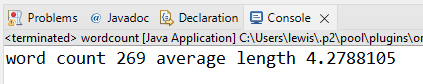 Problems @ Javadoc Declaration Console
<terminated> wordcount [Java Application] C:\Users\lewis\.p2\pool\plugins\or
word count 269 average length 4.2788105